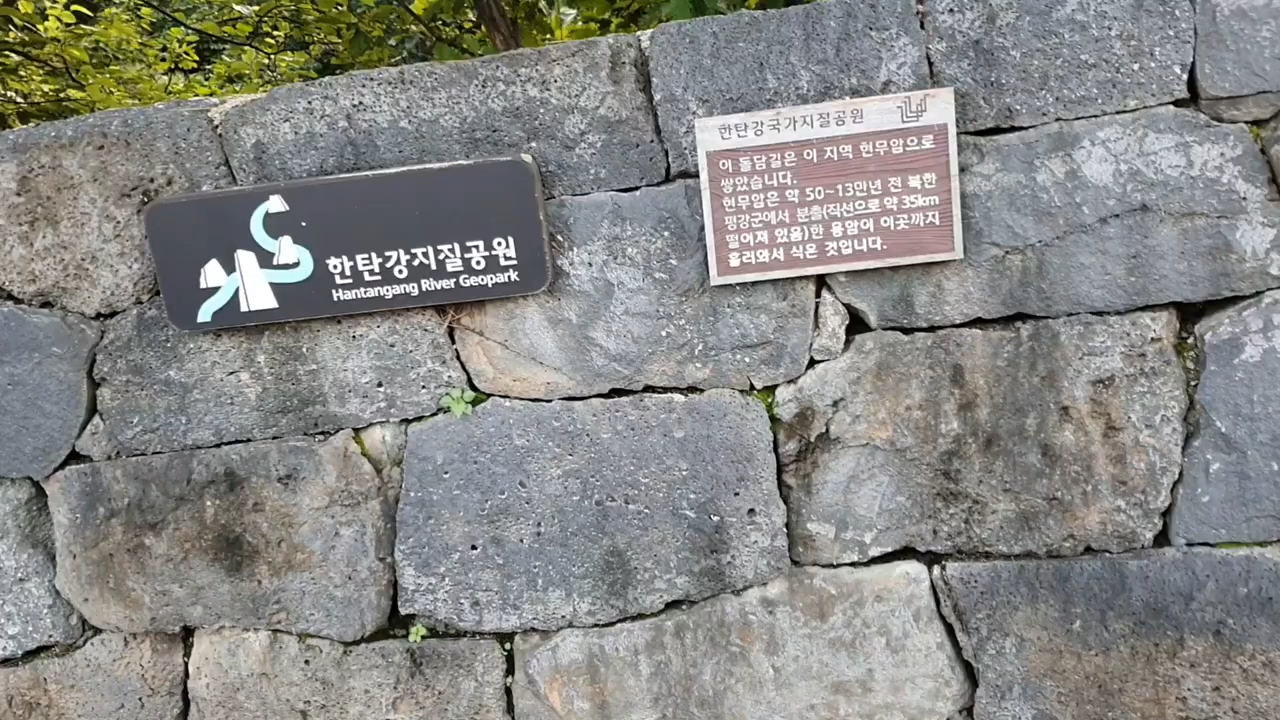 한탄강지질공원
Hantangang River Geopark
한탄강국가지질공원
이 돌담길은 이 지역 현무암으로
쌓았습니다.
현무암은 약 50~13만년 전 북한
평강군에서 분출(직선으로 약 35km
떨어져 있음)한 용암이 이곳까지
흘러와서 식은 것입니다.